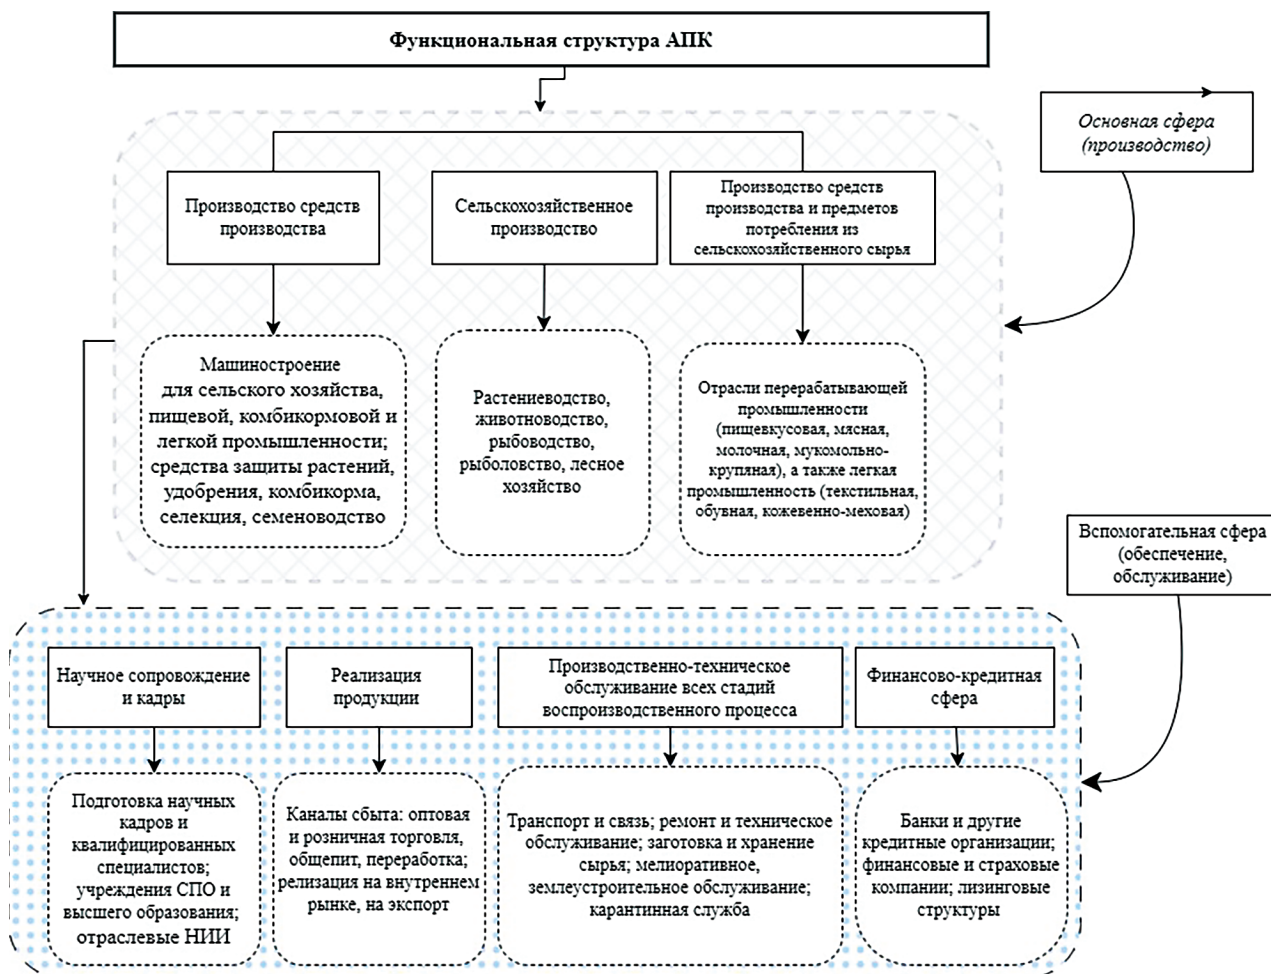 Функциональная структура АПК
Основная сфера
(производство)
Производство средств
производства
Сельскохозяйственное
производство
Производство средств
производства и предметов
потребления из
сельскохозяйственного сырья
Машиностроение
для сельского хозяйства,
пищевой, комбикормовой и
легкой промышленности;
средства защиты растений,
удобрения, комбикорма,
селекция, семеноводство
Растениеводство,
животноводство,
рыбоводство,
рыболовство, лесное
хозяйство
Отрасли перерабатывающей
промышленности
(пищевкусовая, мясная,
молочная, мукомольно-
крупяная), а также легкая
промышленность (текстильная,
обувная, кожевенно-меховая)
Вспомогательная сфера
(обеспечение,
обслуживание)
Научное сопровождение
и кадры
Реализация
продукции
Производственно-техническое
обслуживание всех стадий
воспроизводственного процесса
Финансово-кредитная
сфера
Подготовка научных
кадров и
квалифицированных
специалистов;
учреждения СПО и
высшего образования;
отраслевые НИИ
Каналы сбыта: оптовая
и розничная торговля,
общепит, переработка;
релизация на внутреннем
рынке, на экспорт
Транспорт и связь; ремонт и техническое
обслуживание; заготовка и хранение
сырья; мелиоративное,
землеустроительное обслуживание;
карантинная служба
Банки и другие
кредитные организации;
финансовые и страховые
компании; лизинговые
структуры